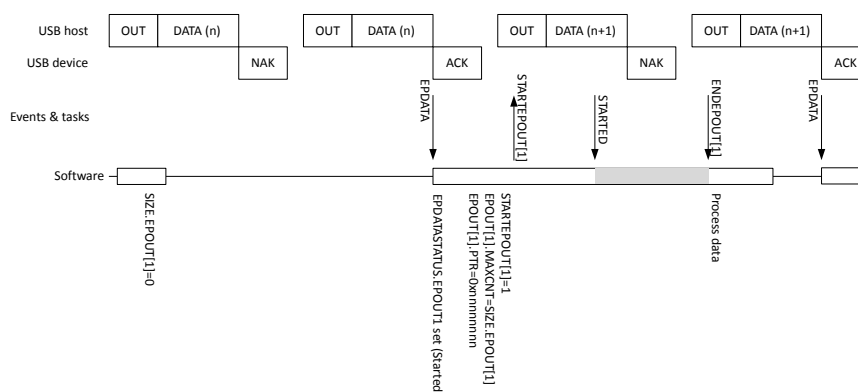 USB host
OUT
DATA (n)
OUT
DATA (n)
OUT
DATA (n+1)
OUT
DATA (n+1)
USB device
NAK
ACK
NAK
ACK
Events & tasks
EPDATA
STARTEPOUT[1]
STARTED
ENDEPOUT[1]
EPDATA
Software
SIZE.EPOUT[1]=0
EPDATASTATUS.EPOUT1 set (Started
EPOUT[1].PTR=0xnnnnnnnn
EPOUT[1].MAXCNT=SIZE.EPOUT[1]
STARTEPOUT[1]=1
Process data